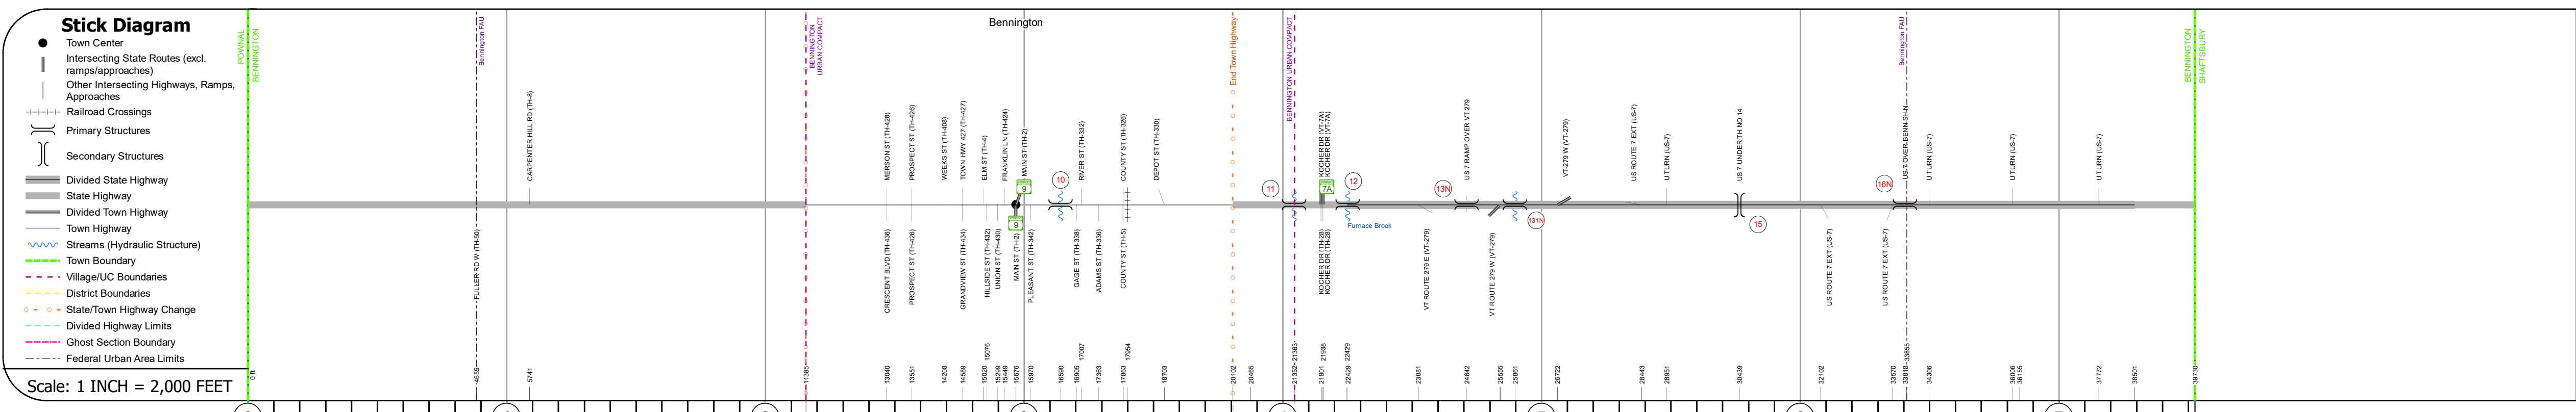 Stick Diagram
Town Center
Intersecting State Routes (excl.
ramps/approaches)
Other Intersecting Highways, Ramps,
Approaches
Railroad Crossings
Primary Structures
Secondary Structures
Divided State Highway
State Highway
Divided Town Highway
Town Highway
Streams (Hydraulic Structure)
Town Boundary
Village/UC Boundaries
District Boundaries
State/Town Highway Change
Divided Highway Limits
Ghost Section Boundary
Federal Urban Area Limits
Scale: 1 INCH = 2,000 FEET
POWNAL
BENNINGTON
Bennington FAU
BENNINGTON
URBAN COMPACT
Bennington
End Town Highway
BENNINGTON URBAN COMPACT
Bennington FAU
BENNINGTON
SHAFTSBURY
CARPENTER HILL RD (TH-8)
MERSON ST (TH-428)
PROSPECT ST (TH-426)
WEEKS ST (TH-408)
TOWN HWY 427 (TH-427)
ELM ST (TH-4)
FRANKLIN LN (TH-424)
MAIN ST (TH-2)
RIVER ST (TH-332)
COUNTY ST (TH-326)
DEPOT ST (TH-330)
KOCHER DR (VT-7A)
KOCHER DR (VT-7A)
US 7 RAMP OVER VT 279
VT-279 W (VT-279)
US ROUTE 7 EXT (US-7)
U TURN (US-7)
US 7 UNDER TH NO 14
US 7 OVER BENN.SH.N
U TURN (US-7)
U TURN (US-7)
U TURN (US-7)
9
10
11
7A
12
13N
16N
9
131N
15
Furnace Brook
FULLER RD W (TH-50)
CRESCENT BLVD (TH-436)
PROSPECT ST (TH-426)
GRANDVIEW ST (TH-434)
HILLSIDE ST (TH-432)
UNION ST (TH-430)
MAIN ST (TH-2)
PLEASANT ST (TH-342)
GAGE ST (TH-338)
ADAMS ST (TH-336)
COUNTY ST (TH-5)
KOCHER DR (TH-28)
KOCHER DR (TH-28)
VT ROUTE 279 E (VT-279)
VT ROUTE 279 W (VT-279)
US ROUTE 7 EXT (US-7)
US ROUTE 7 EXT (US-7)
0 ft
4655
5741
11385
13040
13551
14208
14589
15020
15076
15299
15449
15676
15970
16590
16905
17007
17363
17863
17954
18703
20102
20465
21352
21363
21901
21938
22429
22429
23881
24842
25555
25861
26722
28443
28951
30439
32102
33570
33818
33855
34306
36006
36155
37772
38501
39730